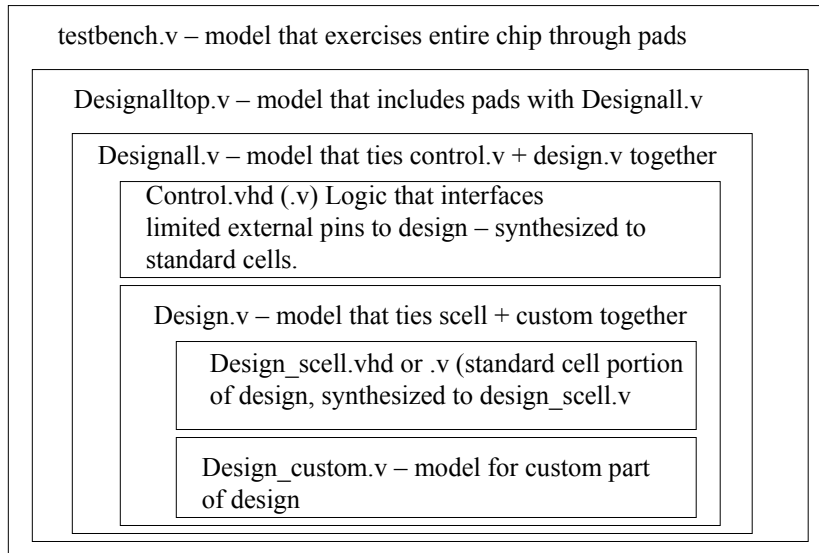 testbench.v – model that exercises entire chip through pads
Designalltop.v – model that includes pads with Designall.v
Designall.v – model that ties control.v + design.v together
Control.vhd (.v) Logic that interfaces
limited external pins to design – synthesized to
standard cells.
Design.v – model that ties scell + custom together
Design_scell.vhd or .v (standard cell portion
of design, synthesized to design_scell.v
Design_custom.v – model for custom part
of design